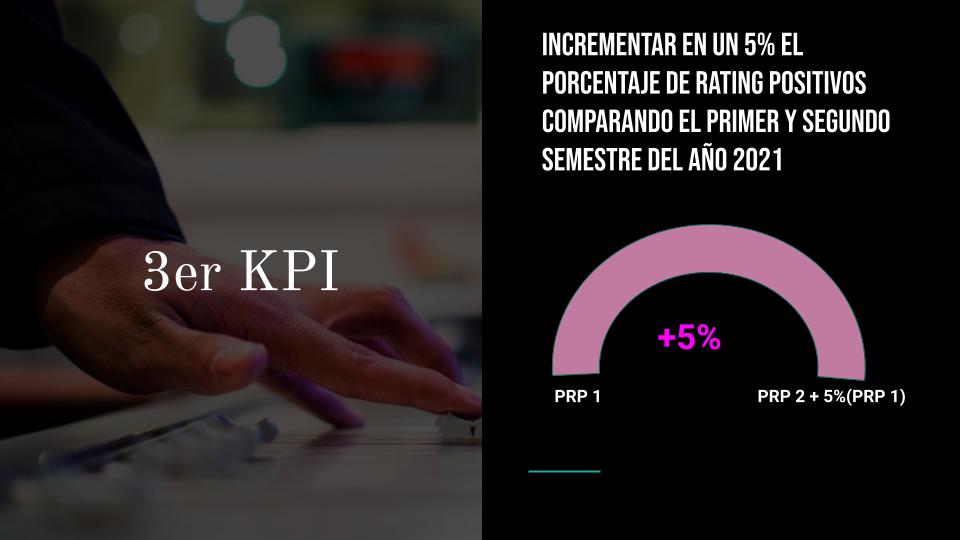 3er KPI
INCREMENTAR EN UN 5% EL
PORCENTAJE DE RATING POSITIVOS
COMPARANDO EL PRIMER Y SEGUNDO
SEMESTRE DEL AÑO 2021
+5%
PRP 1
PRP 2 + 5%(PRP 1)